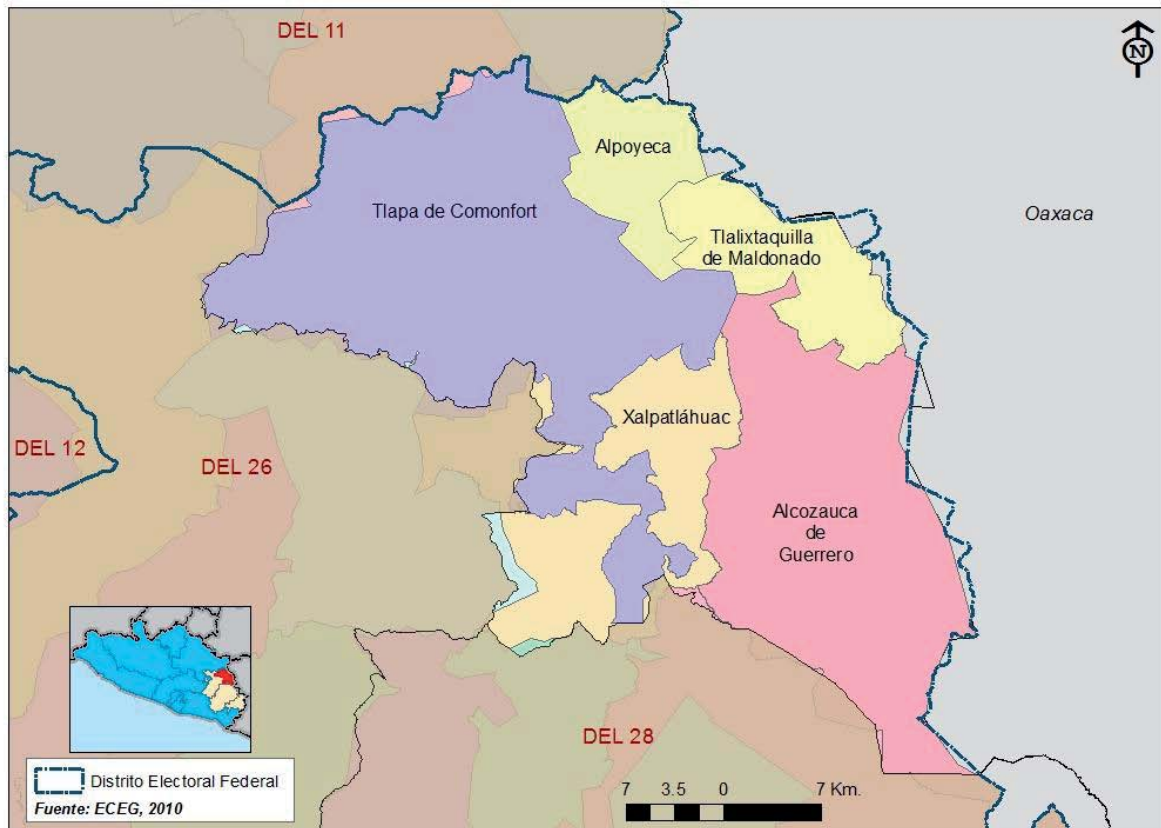 DEL 11
N
Alpoyeca
Tlapa de Comonfort
Oaxaca
Tlalixtaquilla
de Maldonado
Xalpatláhuac
DEL 12
DEL 26
Alcozauca
de
Guerrero
DEL 28
Distrito Electoral Federal
Fuente: ECEG, 2010
7 3.5 0 7 Km.